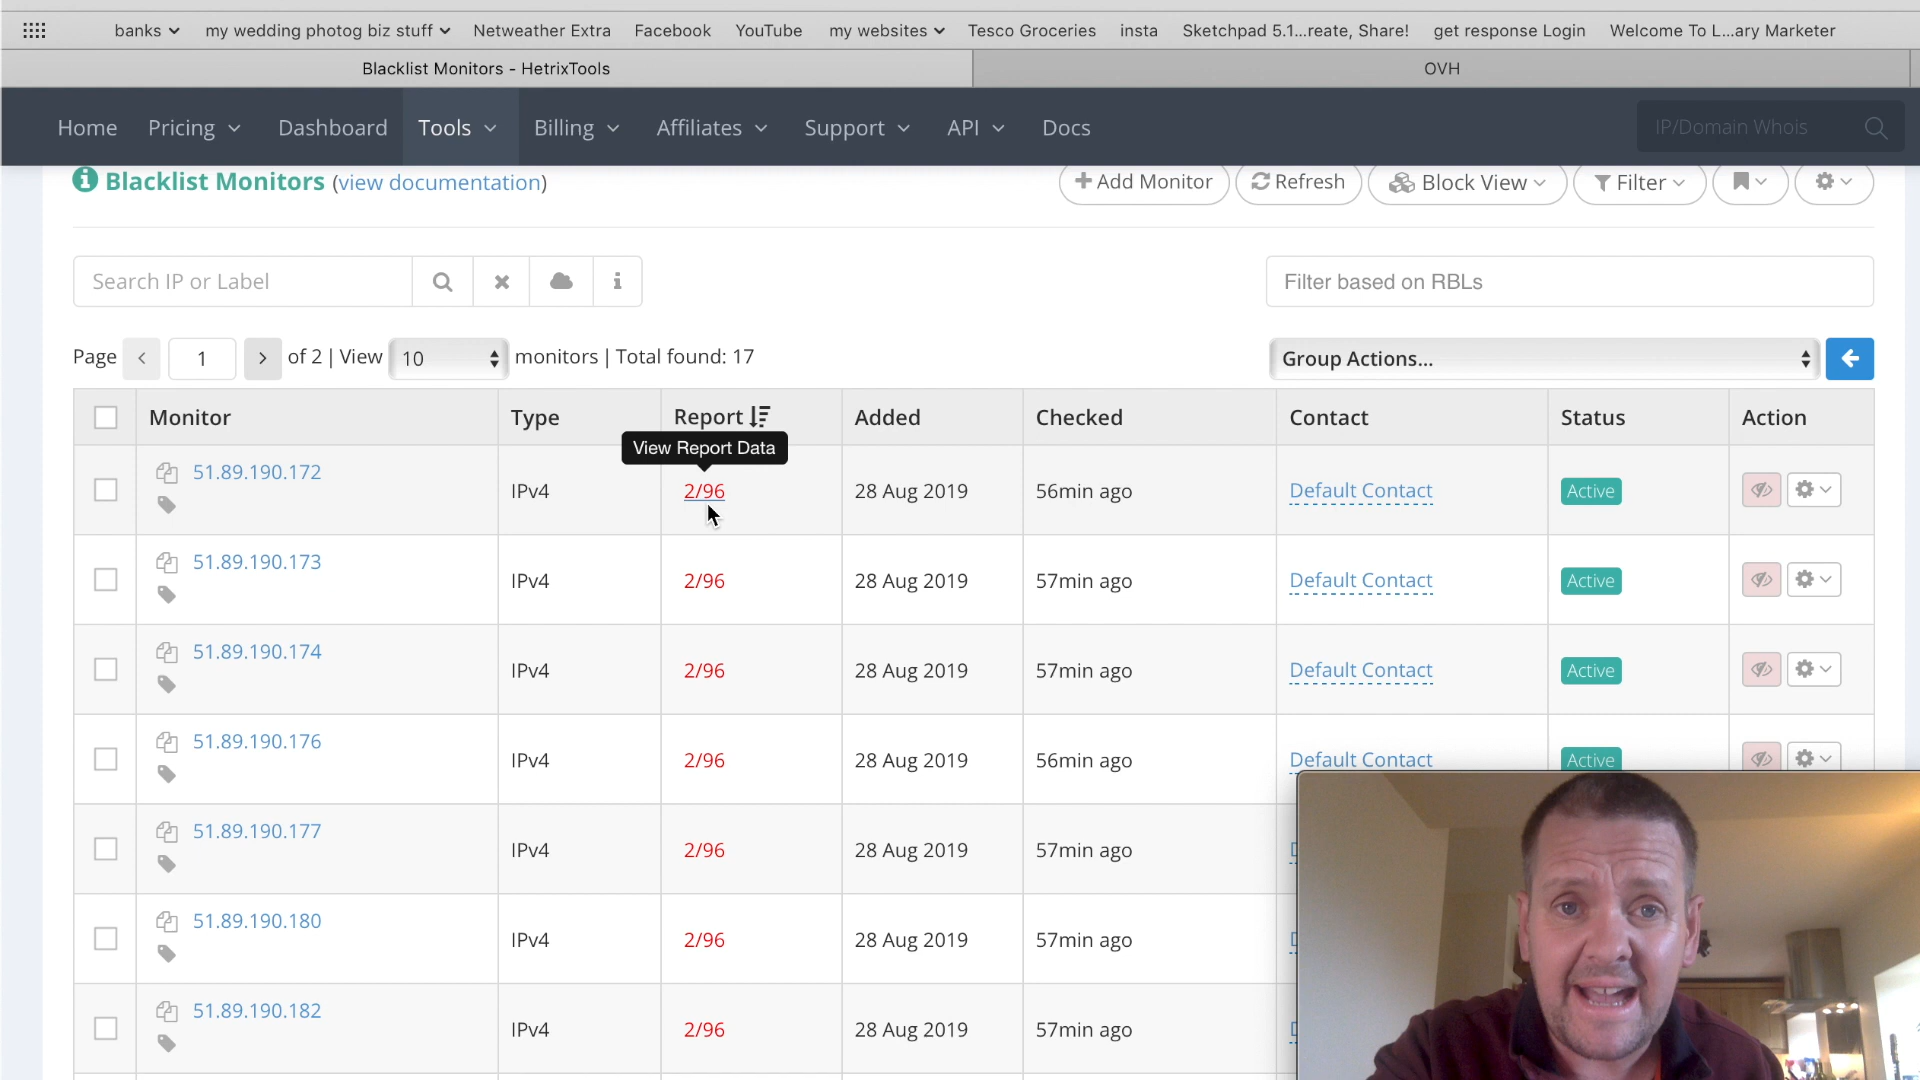 banks my wedding photog biz stuff Netweather Extra Facebook YouTube my websites Tesco Groceries insta Sketchpad 5.1...reate, Share! get response Login Welcome To L...ary Marketer
Blacklist Monitors - HetrixTools OVH
Home Pricing Dashboard Tools Billing Affiliates Support API Docs IP/Domain Whois
Blacklist Monitors (view documentation) + Add Monitor Refresh Block View Filter
Search IP or Label Filter based on RBLs
Page 1 of 2 | View 10 monitors | Total found: 17 Group Actions...
Monitor Type Report Added Checked Contact Status Action
View Report Data
51.89.190.172 IPv4 2/96 28 Aug 2019 56min ago Default Contact Active
51.89.190.173 IPv4 2/96 28 Aug 2019 57min ago Default Contact Active
51.89.190.174 IPv4 2/96 28 Aug 2019 57min ago Default Contact Active
51.89.190.176 IPv4 2/96 28 Aug 2019 56min ago Default Contact Active
51.89.190.177 IPv4 2/96 28 Aug 2019 57min ago
51.89.190.180 IPv4 2/96 28 Aug 2019 57min ago
51.89.190.182 IPv4 2/96 28 Aug 2019 57min ago